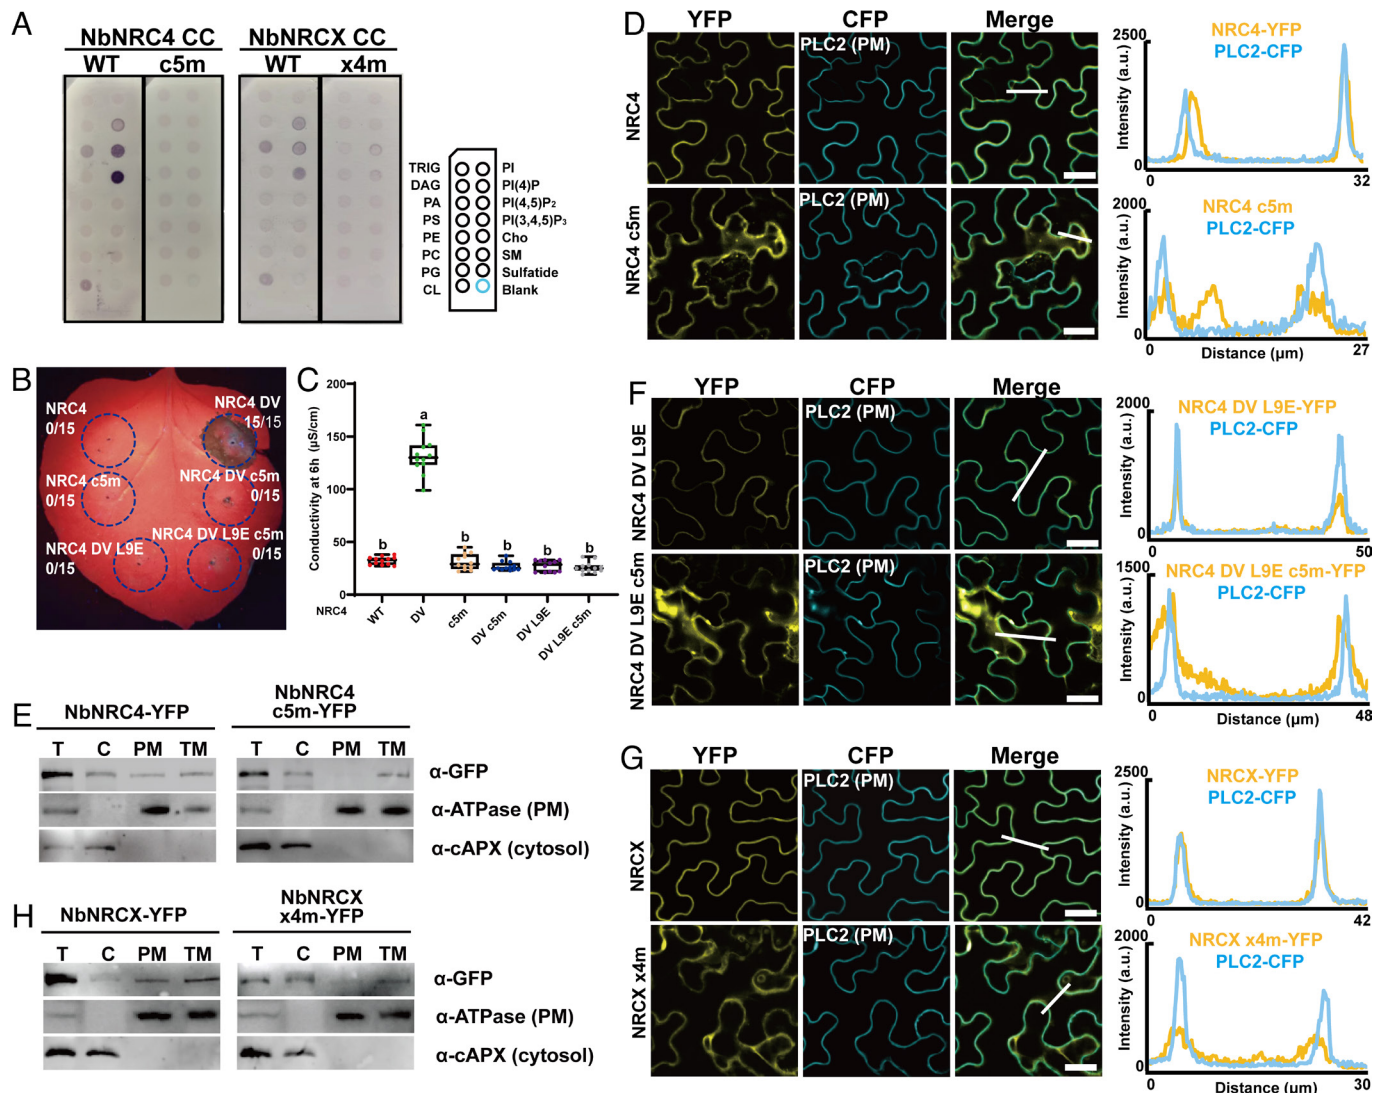 A
NbNRC4 CC
NbNRCX CC
WT
c5m
WT
x4m
TRIG
PI
DAG
PI(4)P
PA
PI(4,5)P2
PS
PI(3,4,5)P3
PE
Cho
PC
SM
PG
Sulfatide
CL
Blank
B
NRC4
0/15
NRC4 DV
15/15
NRC4 c5m
0/15
NRC4 DV c5m
0/15
NRC4 DV L9E
0/15
NRC4 DV L9E c5m
0/15
C
Conductivity at 6h (μS/cm)
200
150
100
50
0
b
a
b
b
b
b
NRC4
WT
DV
c5m
DV c5m
DV L9E
DV L9E c5m
D
YFP
CFP
Merge
NRC4
PLC2 (PM)
NRC4 c5m
PLC2 (PM)
NRC4-YFP
PLC2-CFP
2500
Intensity (a.u.)
0
0
32
NRC4 c5m
PLC2-CFP
2000
Intensity (a.u.)
0
0
Distance (μm)
27
E
NbNRC4-YFP
NbNRC4
c5m-YFP
T
C
PM
TM
T
C
PM
TM
α-GFP
α-ATPase (PM)
α-cAPX (cytosol)
F
YFP
CFP
Merge
NRC4 DV L9E
PLC2 (PM)
NRC4 DV L9E c5m
PLC2 (PM)
NRC4 DV L9E-YFP
PLC2-CFP
2000
Intensity (a.u.)
0
0
50
NRC4 DV L9E c5m-YFP
PLC2-CFP
1500
Intensity (a.u.)
0
0
Distance (μm)
48
G
YFP
CFP
Merge
NRCX
PLC2 (PM)
NRCX x4m
PLC2 (PM)
NRCX-YFP
PLC2-CFP
2500
Intensity (a.u.)
0
0
42
NRCX x4m-YFP
PLC2-CFP
2000
Intensity (a.u.)
0
0
Distance (μm)
30
H
NbNRCX-YFP
NbNRCX
x4m-YFP
T
C
PM
TM
T
C
PM
TM
α-GFP
α-ATPase (PM)
α-cAPX (cytosol)